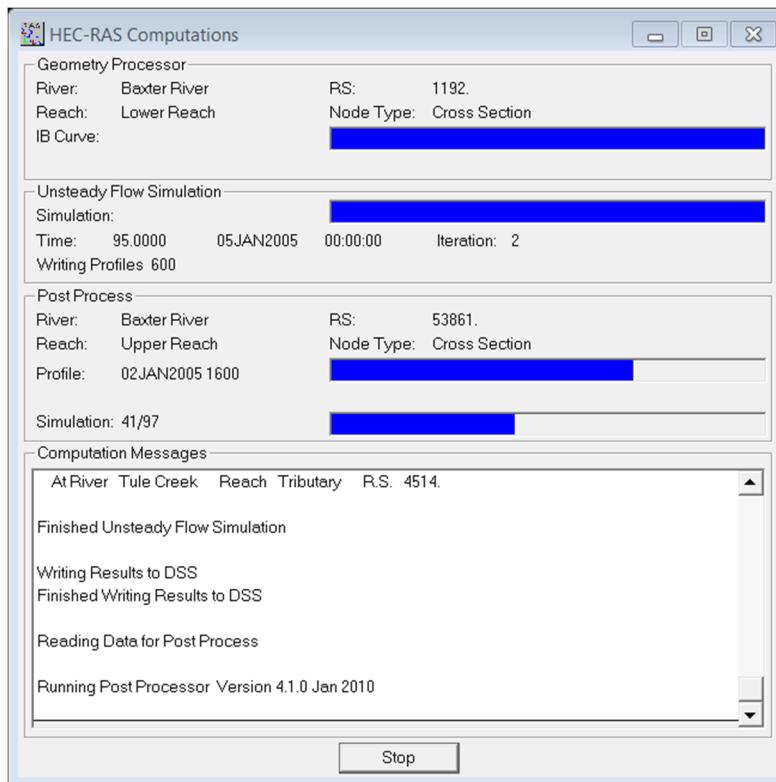 HEC-RAS Computations
Geometry Processor
River: Baxter River RS: 1192.
Reach: Lower Reach Node Type: Cross Section
IB Curve:
Unsteady Flow Simulation
Simulation:
Time: 95.0000 05JAN2005 00:00:00 Iteration: 2
Writing Profiles 600
Post Process
River: Baxter River RS: 53861.
Reach: Upper Reach Node Type: Cross Section
Profile: 02JAN2005 1600
Simulation: 41/97
Computation Messages
At River Tule Creek Reach Tributary R.S. 4514.
Finished Unsteady Flow Simulation
Writing Results to DSS
Finished Writing Results to DSS
Reading Data for Post Process
Running Post Processor Version 4.1.0 Jan 2010
Stop